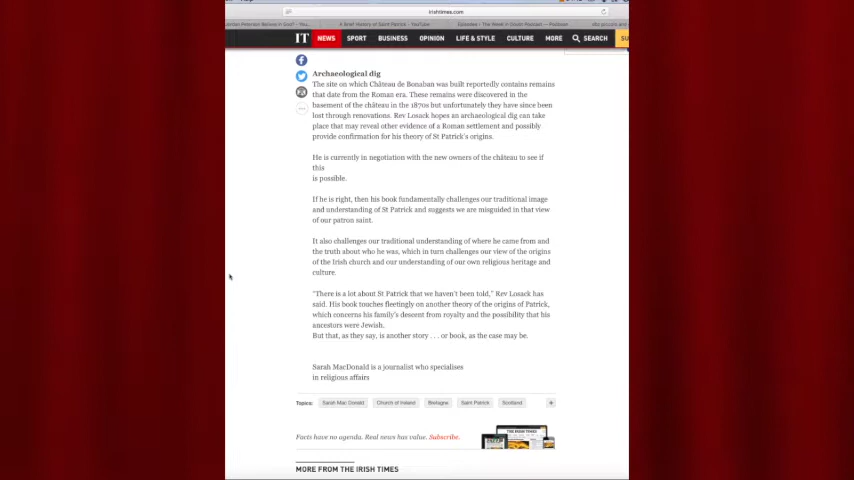 irishtimes.com
A Brief History of Saint Patrick - YouTube
Episodes - The Week in Doubt Podcast — Podbean
IT NEWS SPORT BUSINESS OPINION LIFE & STYLE CULTURE MORE SEARCH SU
Archaeological dig
The site on which Château de Bonaban was built reportedly contains remains
that date from the Roman era. These remains were discovered in the
basement of the château in the 1870s but unfortunately they have since been
lost through renovations. Rev Losack hopes an archaeological dig can take
place that may reveal other evidence of a Roman settlement and possibly
provide confirmation for his theory of St Patrick's origins.
He is currently in negotiation with the new owners of the château to see if
this
is possible.
If he is right, then his book fundamentally challenges our traditional image
and understanding of St Patrick and suggests we are misguided in that view
of our patron saint.
It also challenges our traditional understanding of where he came from and
the truth about who he was, which in turn challenges our view of the origins
of the Irish church and our understanding of our own religious heritage and
culture.
"There is a lot about St Patrick that we haven't been told," Rev Losack has
said. His book touches fleetingly on another theory of the origins of Patrick,
which concerns his family's descent from royalty and the possibility that his
ancestors were Jewish.
But that, as they say, is another story . . . or book, as the case may be.
Sarah MacDonald is a journalist who specialises
in religious affairs
Topics: Sarah Mac Donald Church of Ireland Bretagne Saint Patrick Scotland +
Facts have no agenda. Real news has value. Subscribe.
THE IRISH TIMES
MORE FROM THE IRISH TIMES